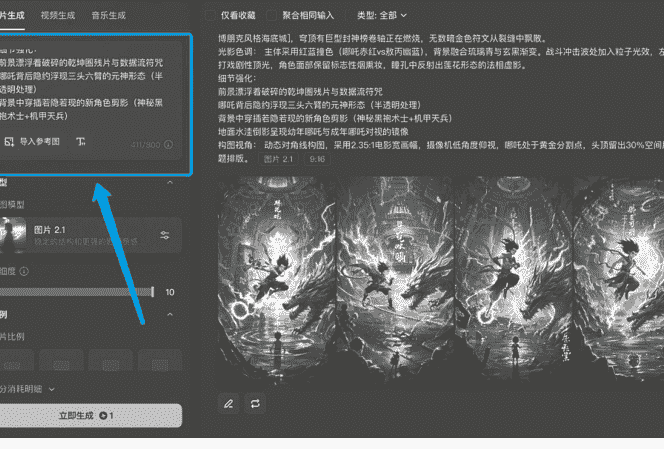 片生成 视频生成 音乐生成
细节强化：
前景漂浮着破碎的乾坤圈残片与数据流符咒
哪吒背后隐约浮现三头六臂的元神形态（半
透明处理）
背景中穿插若隐若现的新角色剪影（神秘黑
袍术士+机甲天兵）
导入参考图
411/800
型
图模型
图片 2.1
细度
10
例
片比例
分消耗明细
立即生成 1
仅看收藏 聚合相同输入 类型: 全部
博朋克风格海底城]，穹顶有巨型封神榜卷轴正在燃烧，无数暗金色符文从裂缝中飘散。
光影色调： 主体采用红蓝撞色（哪吒赤红vs敖丙幽蓝），背景融合琉璃青与玄黑渐变。战斗冲击波处加入粒子光效，左
打戏剧性顶光，角色面部保留标志性烟熏妆，瞳孔中反射出莲花形态的法相虚影。
细节强化：
前景漂浮着破碎的乾坤圈残片与数据流符咒
哪吒背后隐约浮现三头六臂的元神形态（半透明处理）
背景中穿插若隐若现的新角色剪影（神秘黑袍术士+机甲天兵）
地面水洼倒影呈现幼年哪吒与成年哪吒对视的镜像
构图视角： 动态对角线构图，采用2.35:1电影宽画幅，摄像机低角度仰视，哪吒处于黄金分割点，头顶留出30%空间
题排版。 图片 2.1 9:16